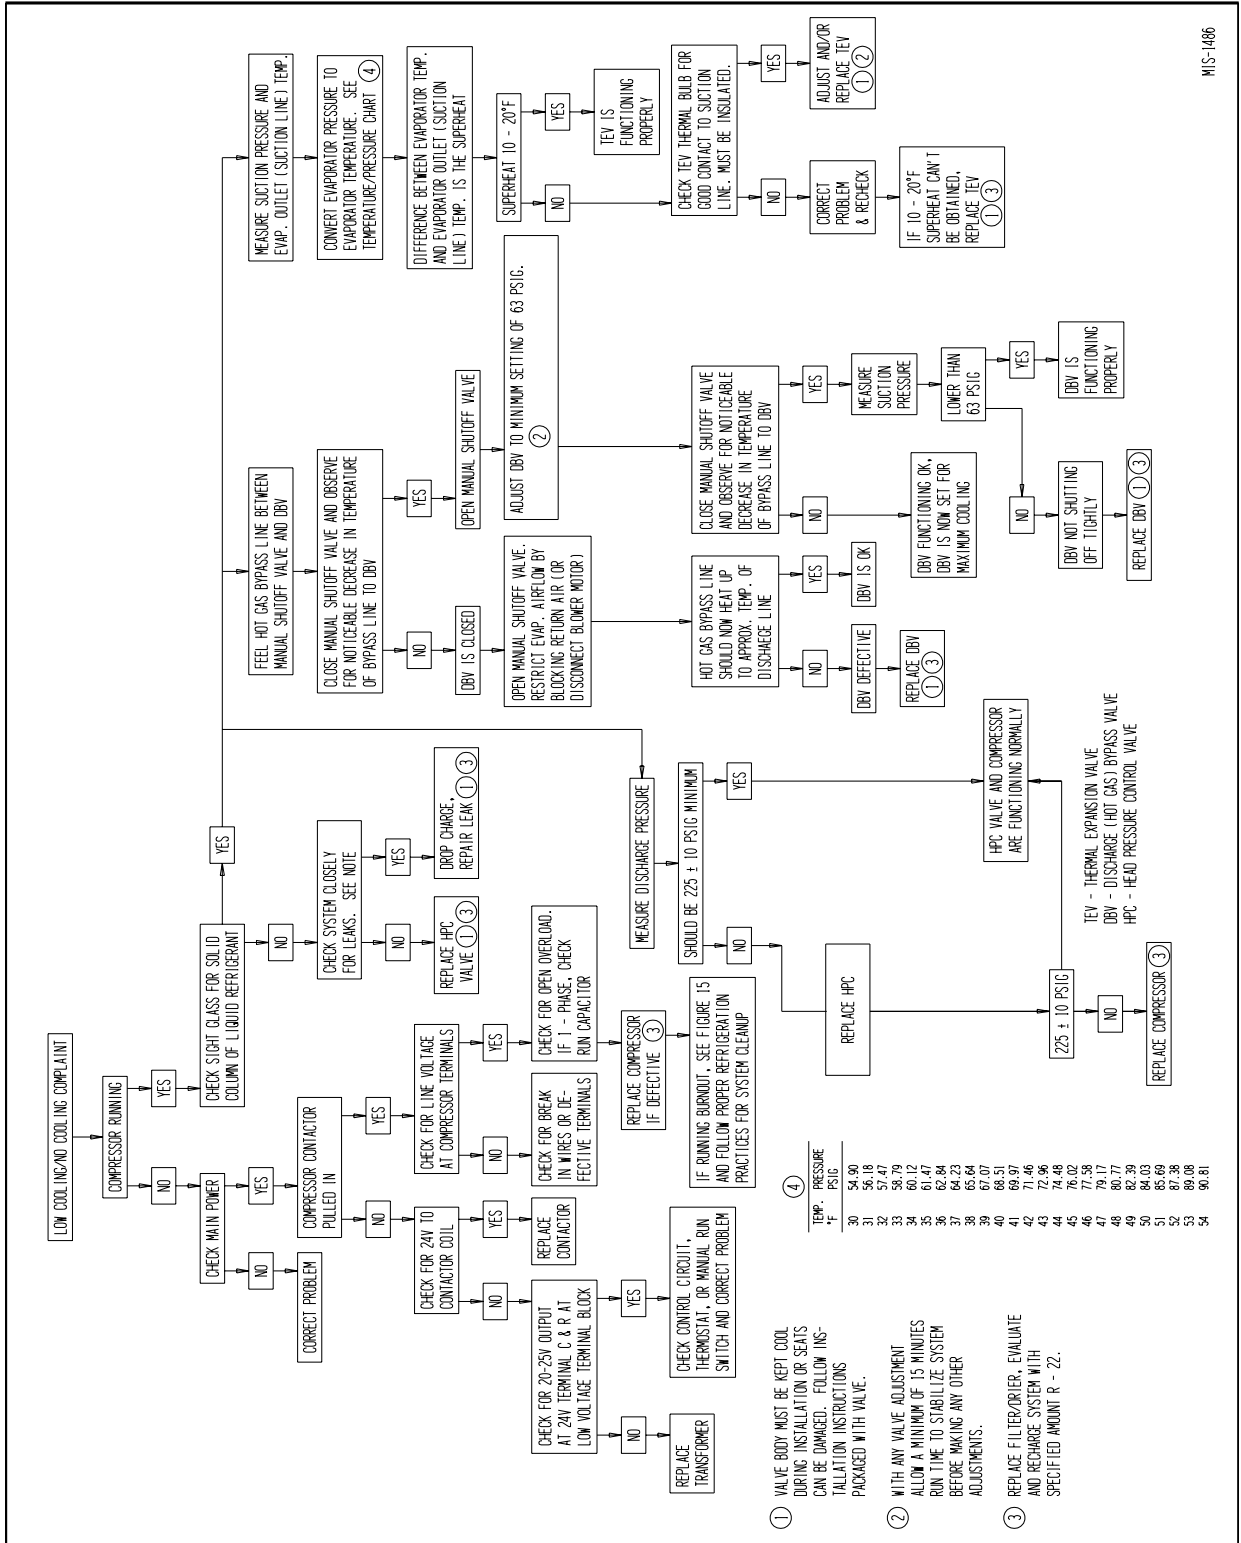 LOW COOLING/NO COOLING COMPLAINT
COMPRESSOR RUNNING
NO
YES
CHECK MAIN POWER
NO
YES
CORRECT PROBLEM
COMPRESSOR CONTACTOR
PULLED IN
NO
YES
CHECK FOR 24V TO
CONTACTOR COIL
NO
YES
REPLACE
CONTACTOR
CHECK FOR 20-25V OUTPUT
AT 24V TERMINAL C & R AT
LOW VOLTAGE TERMINAL BLOCK
NO
YES
REPLACE
TRANSFORMER
CHECK CONTROL CIRCUIT,
THERMOSTAT, OR MANUAL RUN
SWITCH AND CORRECT PROBLEM
CHECK FOR LINE VOLTAGE
AT COMPRESSOR TERMINALS
NO
YES
CHECK FOR BREAK
IN WIRES OR DE-
FECTIVE TERMINALS
CHECK FOR OPEN OVERLOAD.
IF 1 - PHASE, CHECK
RUN CAPACITOR
REPLACE COMPRESSOR
IF DEFECTIVE 3
IF RUNNING BURNOUT, SEE FIGURE 15
AND FOLLOW PROPER REFRIGERATION
PRACTICES FOR SYSTEM CLEANUP
CHECK SIGHT GLASS FOR SOLID
COLUMN OF LIQUID REFRIGERANT
NO
YES
CHECK SYSTEM CLOSELY
FOR LEAKS. SEE NOTE
NO
YES
REPLACE HPC
VALVE 1 3
DROP CHARGE,
REPAIR LEAK 1 3
MEASURE DISCHARGE PRESSURE
SHOULD BE 225 ± 10 PSIG MINIMUM
NO
YES
REPLACE HPC
HPC VALVE AND COMPRESSOR
ARE FUNCTIONING NORMALLY
225 ± 10 PSIG
NO
REPLACE COMPRESSOR 3
FEEL HOT GAS BYPASS LINE BETWEEN
MANUAL SHUTOFF VALVE AND DBV
CLOSE MANUAL SHUTOFF VALVE AND OBSERVE
FOR NOTICEABLE DECREASE IN TEMPERATURE
OF BYPASS LINE TO DBV
NO
YES
DBV IS CLOSED
OPEN MANUAL SHUTOFF VALVE
OPEN MANUAL SHUTOFF VALVE.
RESTRICT EVAP. AIRFLOW BY
BLOCKING RETURN AIR (OR
DISCONNECT BLOWER MOTOR)
ADJUST DBV TO MINIMUM SETTING OF 63 PSIG.
2
HOT GAS BYPASS LINE
SHOULD NOW HEAT UP
TO APPROX. TEMP. OF
DISCHAEGE LINE
NO
YES
DBV DEFECTIVE
DBV IS OK
REPLACE DBV
1 3
CLOSE MANUAL SHUTOFF VALVE
AND OBSERVE FOR NOTICEABLE
DECREASE IN TEMPERATURE
OF BYPASS LINE TO DBV
NO
YES
DBV FUNCTIONING OK,
DBV IS NOW SET FOR
MAXIMUM COOLING
MEASURE
SUCTION
PRESSURE
LOWER THAN
63 PSIG
NO
YES
DBV NOT SHUTTING
OFF TIGHTLY
DBV IS
FUNCTIONING
PROPERLY
REPLACE DBV 1 3
MEASURE SUCTION PRESSURE AND
EVAP. OUTLET (SUCTION LINE) TEMP.
CONVERT EVAPORATOR PRESSURE TO
EVAPORATOR TEMPERATURE. SEE
TEMPERATURE/PRESSURE CHART 4
DIFFERENCE BETWEEN EVAPORATOR TEMP.
AND EVAPORATOR OUTLET (SUCTION
LINE) TEMP. IS THE SUPERHEAT
SUPERHEAT 10 - 20°F
NO
YES
TEV IS
FUNCTIONING
PROPERLY
CHECK TEV THERMAL BULB FOR
GOOD CONTACT TO SUCTION
LINE. MUST BE INSULATED.
NO
YES
CORRECT
PROBLEM
& RECHECK
ADJUST AND/OR
REPLACE TEV
1 2
IF 10 - 20°F
SUPERHEAT CAN'T
BE OBTAINED,
REPLACE TEV
1 3
1 VALVE BODY MUST BE KEPT COOL
DURING INSTALLATION OR SEATS
CAN BE DAMAGED. FOLLOW INS-
TALLATION INSTRUCTIONS
PACKAGED WITH VALVE.
2 WITH ANY VALVE ADJUSTMENT
ALLOW A MINIMUM OF 15 MINUTES
RUN TIME TO STABILIZE SYSTEM
BEFORE MAKING ANY OTHER
ADJUSTMENTS.
3 REPLACE FILTER/DRIER, EVALUATE
AND RECHARGE SYSTEM WITH
SPECIFIED AMOUNT R - 22.
4
TEMP. PRESSURE
°F PSIG
30 54.90
31 56.18
32 57.47
33 58.79
34 60.12
35 61.47
36 62.84
37 64.23
38 65.64
39 67.07
40 68.51
41 69.97
42 71.46
43 72.96
44 74.48
45 76.02
46 77.58
47 79.17
48 80.77
49 82.39
50 84.03
51 85.69
52 87.38
53 89.08
54 90.81
TEV - THERMAL EXPANSION VALVE
DBV - DISCHARGE (HOT GAS) BYPASS VALVE
HPC - HEAD PRESSURE CONTROL VALVE
MIS-1486